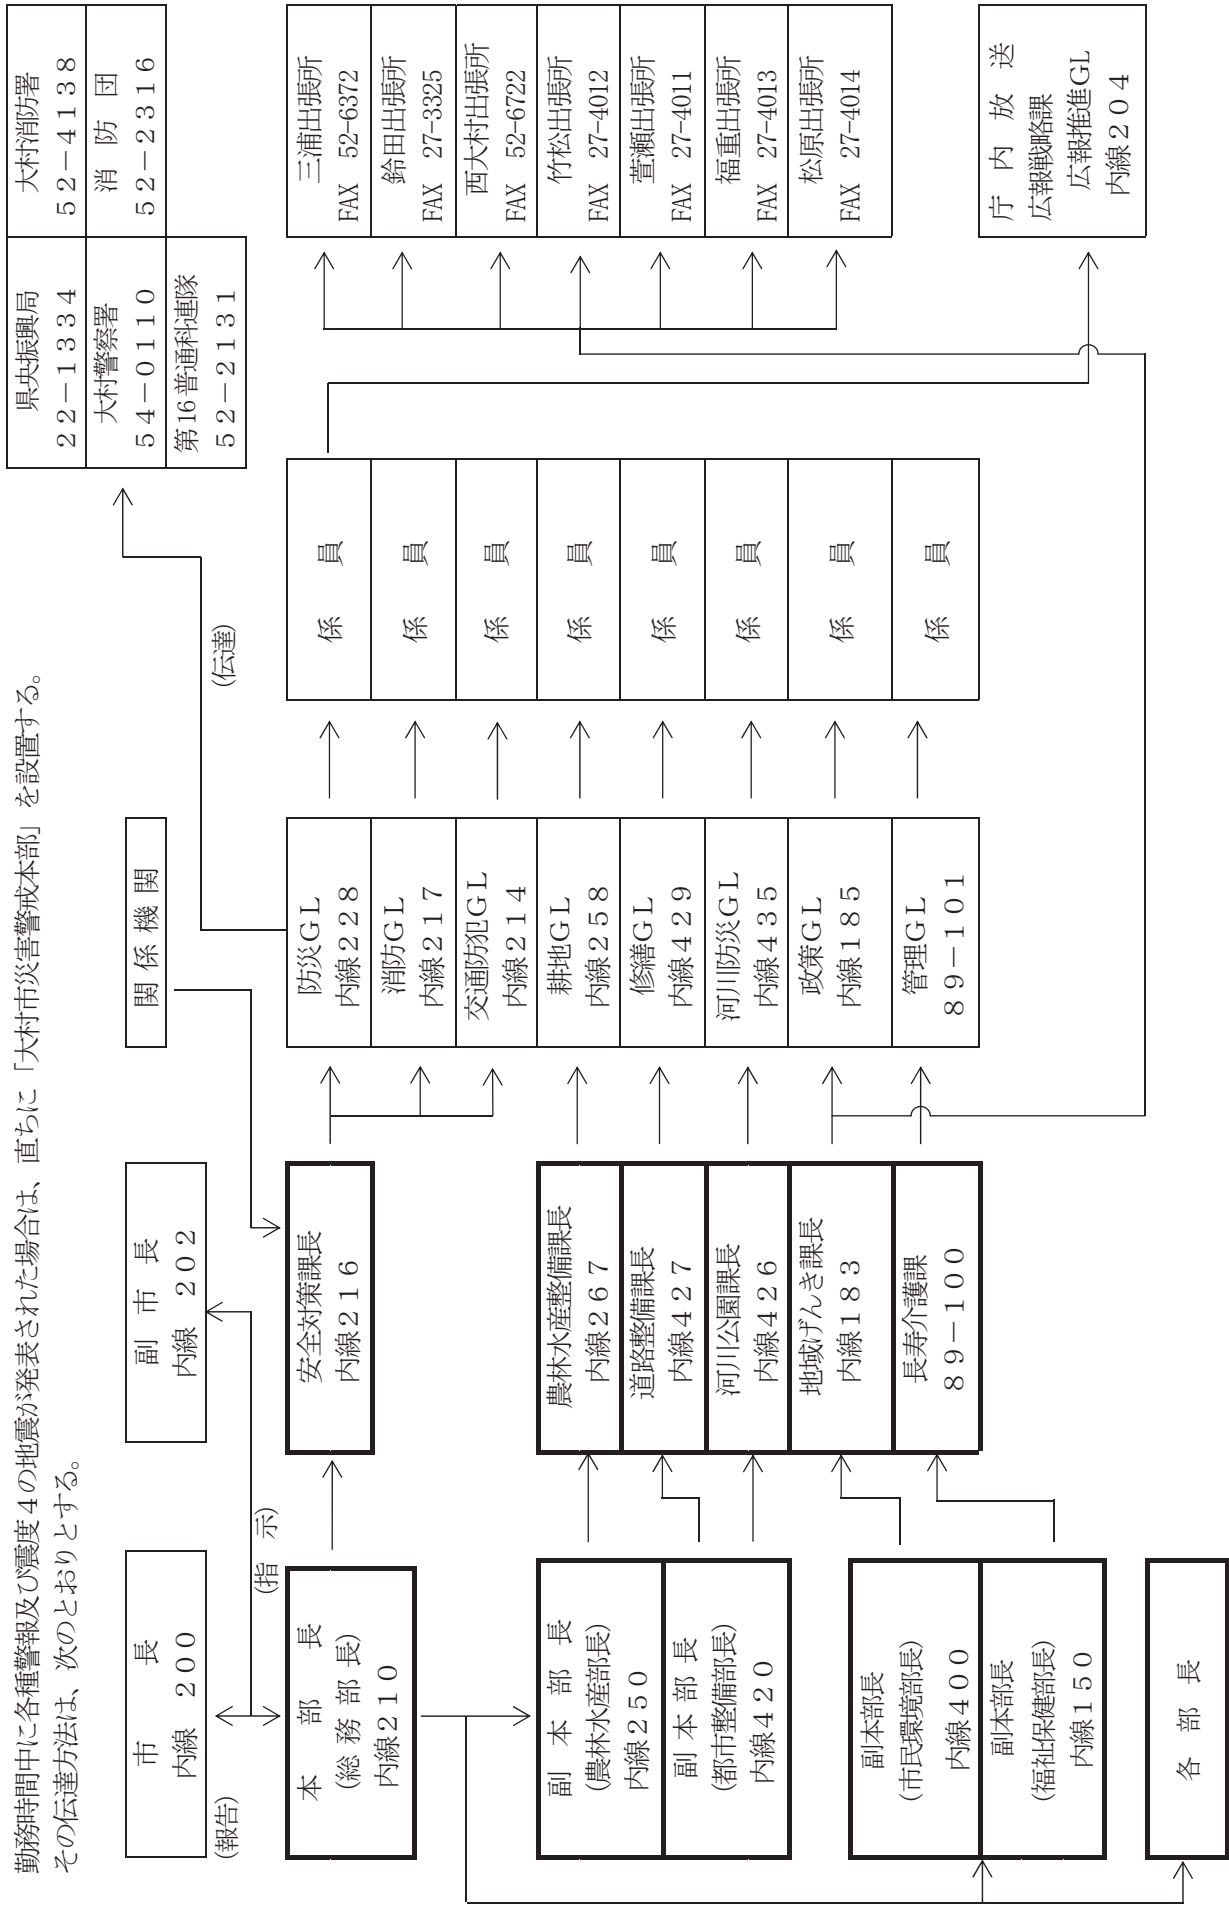 勤務時間中に各種警報及び震度４の地震が発表された場合は、直ちに「大村市災害警戒本部」を設置する。
その伝達方法は、次のとおりとする。
市　長
内線　２００
副　市　長
内線　２０２
関係機関
県央振興局
２２－１３３４
大村消防署
５２－４１３８
大村警察署
５４－０１１０
消　防　団
５２－２３１６
第16普通科連隊
５２－２１３１
(報告)
(指　示)
(伝達)
本　部　長
(総務部長)
内線２１０
安全対策課長
内線２１６
防災ＧＬ
内線２２８
消防ＧＬ
内線２１７
交通防犯ＧＬ
内線２１４
耕地ＧＬ
内線２５８
修繕ＧＬ
内線４２９
河川防災ＧＬ
内線４３５
政策ＧＬ
内線１８５
管理ＧＬ
８９－１０１
係　員
係　員
係　員
係　員
係　員
係　員
係　員
係　員
三浦出張所
FAX 52-6372
鈴田出張所
FAX 27-3325
西大村出張所
FAX 52-6722
竹松出張所
FAX 27-4012
萱瀬出張所
FAX 27-4011
福重出張所
FAX 27-4013
松原出張所
FAX 27-4014
副　本　部　長
(農林水産部長)
内線２５０
副　本　部　長
(都市整備部長)
内線４２０
農林水産整備課長
内線２６７
道路整備課長
内線４２７
河川公園課長
内線４２６
地域げんき課長
内線１８３
長寿介護課
８９－１００
副本部長
(市民環境部長)
内線４００
副本部長
(福祉保健部長)
内線１５０
各　部　長
庁　内　放　送
広報戦略課
広報推進GL
内線２０４